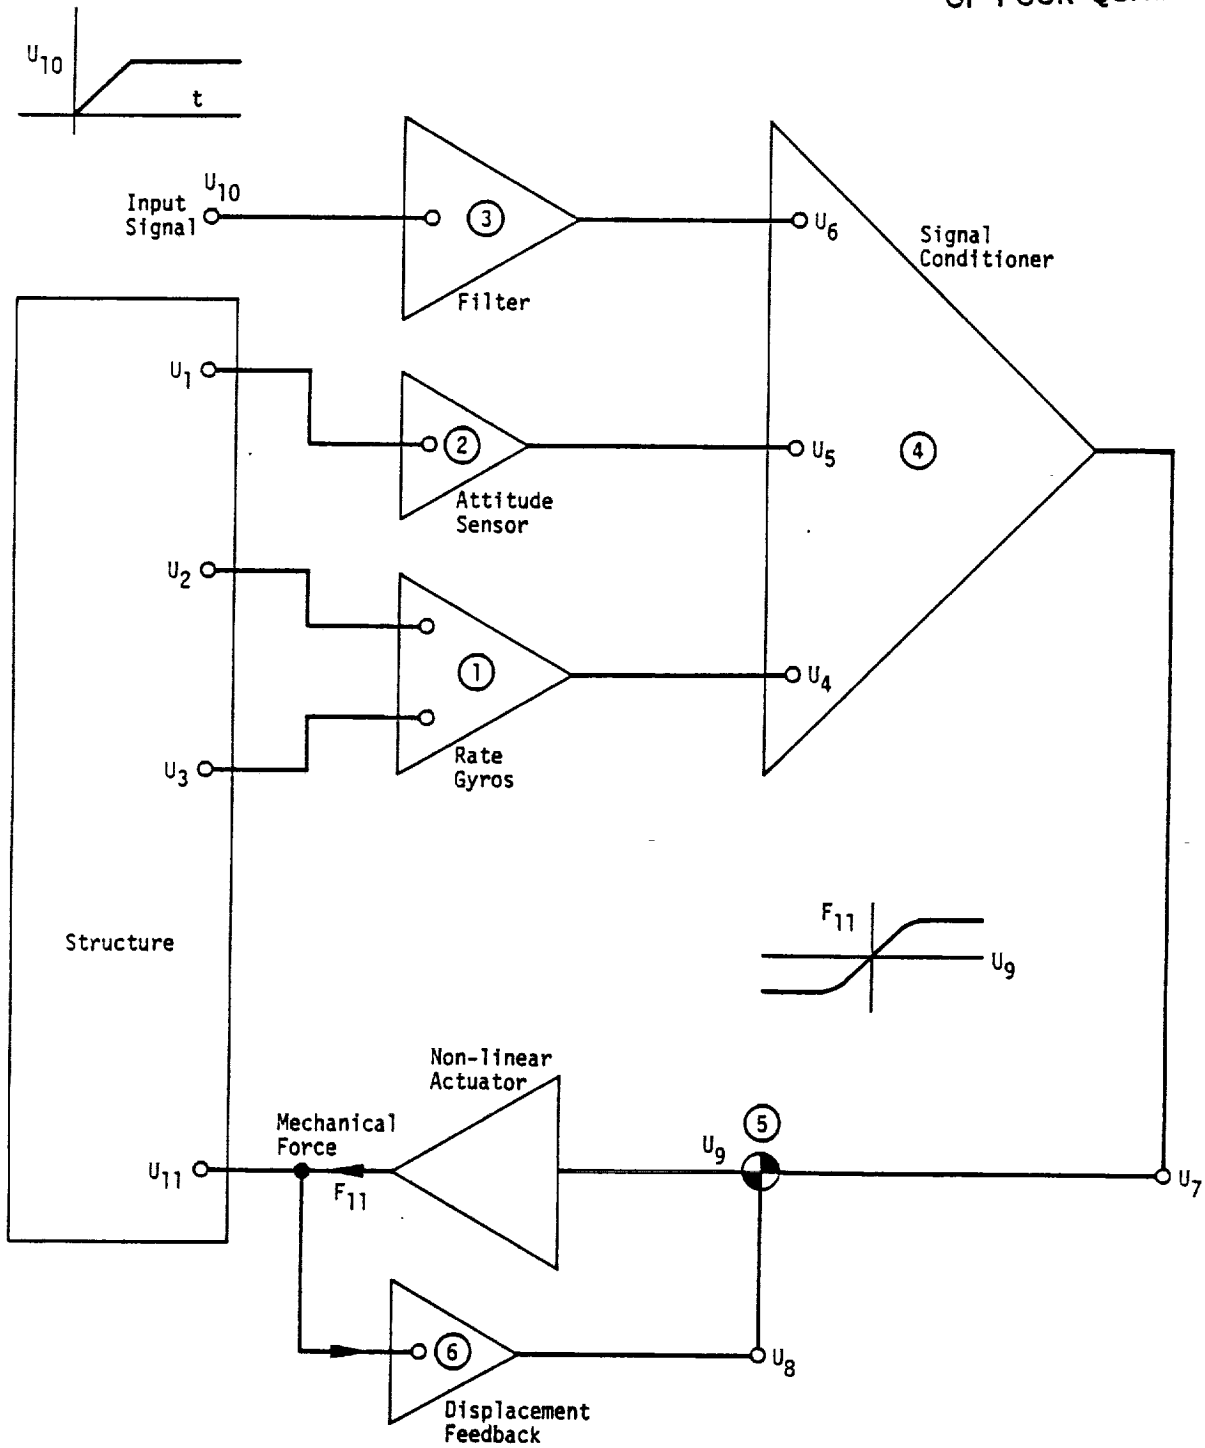 OF POOR
U10
t
U10
Input
Signal
3
Filter
U6
Signal
Conditioner
U1
2
Attitude
Sensor
U5
4
U2
1
U4
U3
Rate
Gyros
Structure
F11
U9
Non-linear
Actuator
Mechanical
Force
5
U9
U11
F11
U7
6
U8
Displacement
Feedback